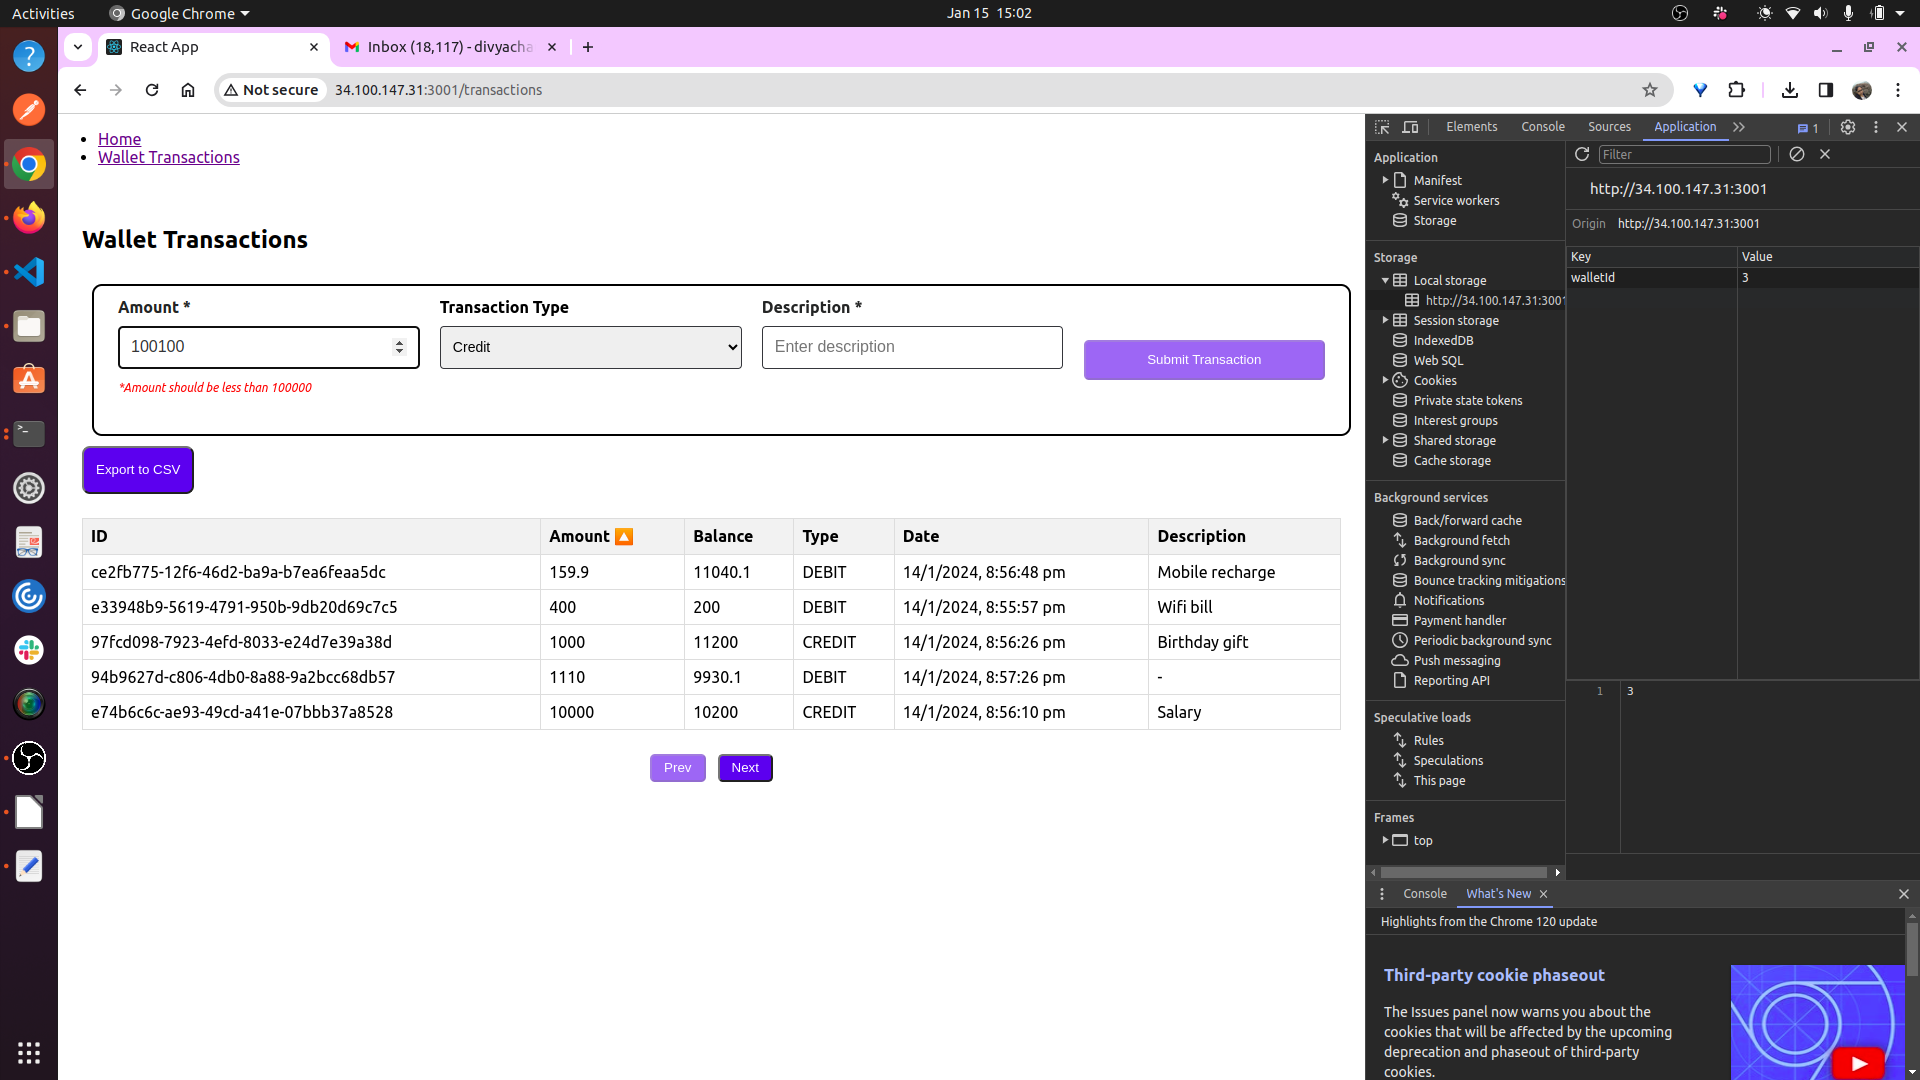 Activities Google Chrome Jan 15 15:02
React App
Inbox (18,117) - divyacha
Not secure 34.100.147.31:3001/transactions
Home
Wallet Transactions
Wallet Transactions
Amount * Transaction Type Description *
100100 Credit Enter description Submit Transaction
*Amount should be less than 100000
Export to CSV
ID Amount Balance Type Date Description
ce2fb775-12f6-46d2-ba9a-b7ea6feaa5dc 159.9 11040.1 DEBIT 14/1/2024, 8:56:48 pm Mobile recharge
e33948b9-5619-4791-950b-9db20d69c7c5 400 200 DEBIT 14/1/2024, 8:55:57 pm Wifi bill
97fcd098-7923-4efd-8033-e24d7e39a38d 1000 11200 CREDIT 14/1/2024, 8:56:26 pm Birthday gift
94b9627d-c806-4db0-8a88-9a2bcc68db57 1110 9930.1 DEBIT 14/1/2024, 8:57:26 pm -
e74b6c6c-ae93-49cd-a41e-07bbb37a8528 10000 10200 CREDIT 14/1/2024, 8:56:10 pm Salary
Prev Next
Elements Console Sources Application 1
Application
Manifest
Service workers
Storage
Storage
Local storage
http://34.100.147.31:3001
Session storage
IndexedDB
Web SQL
Cookies
Private state tokens
Interest groups
Shared storage
Cache storage
Background services
Back/forward cache
Background fetch
Background sync
Bounce tracking mitigations
Notifications
Payment handler
Periodic background sync
Push messaging
Reporting API
Speculative loads
Rules
Speculations
This page
Frames
top
Filter
http://34.100.147.31:3001
Origin http://34.100.147.31:3001
Key Value
walletId 3
1 3
Console What's New
Highlights from the Chrome 120 update
Third-party cookie phaseout
The Issues panel now warns you about the
cookies that will be affected by the upcoming
deprecation and phaseout of third-party
cookies.